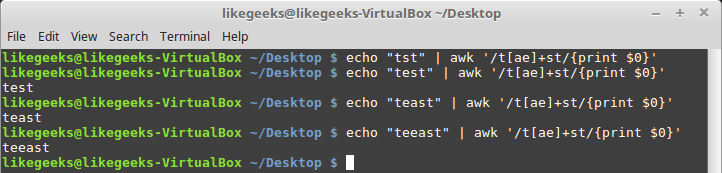 likegeeks@likegeeks-VirtualBox ~/Desktop
File Edit View Search Terminal Help
likegeeks@likegeeks-VirtualBox ~/Desktop $ echo "tst" | awk '/t[ae]+st/{print $0}'
likegeeks@likegeeks-VirtualBox ~/Desktop $ echo "test" | awk '/t[ae]+st/{print $0}'
test
likegeeks@likegeeks-VirtualBox ~/Desktop $ echo "teast" | awk '/t[ae]+st/{print $0}'
teast
likegeeks@likegeeks-VirtualBox ~/Desktop $ echo "teeast" | awk '/t[ae]+st/{print $0}'
teeast
likegeeks@likegeeks-VirtualBox ~/Desktop $